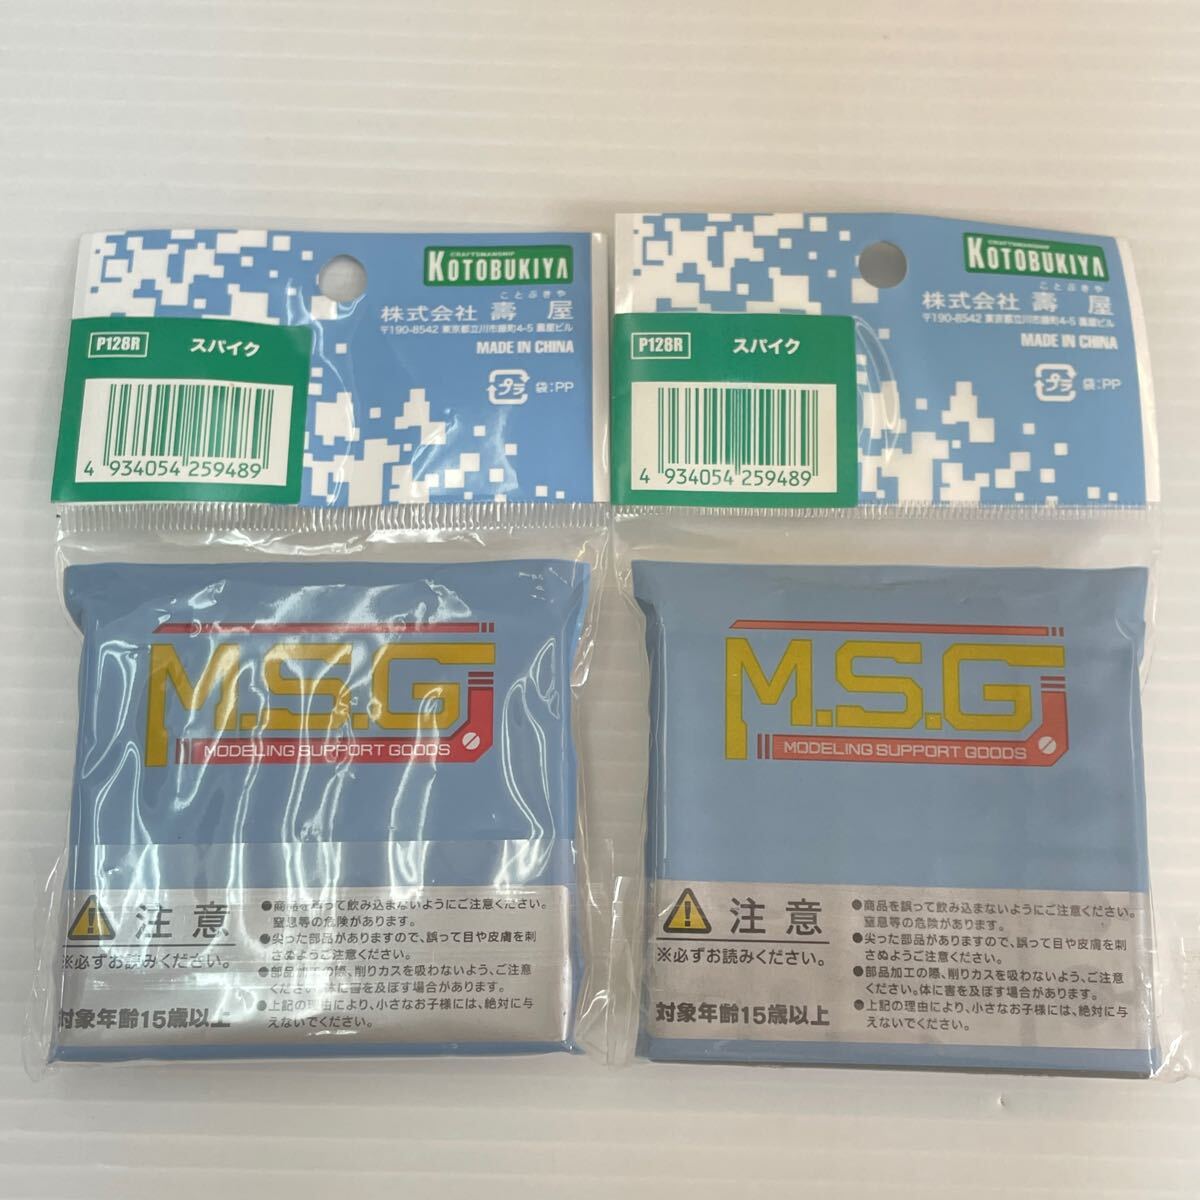 CRAFTSMANSHIP
KOTOBUKIYA
ことぶきや
株式会社 壽屋
〒190-8542 東京都立川市緑町4-5 壽屋ビル
MADE IN CHINA
プラ 袋:PP
P128R スパイク
4 934054 259489
M.S.G
MODELING SUPPORT GOODS
注意
※必ずお読みください。
対象年齢15歳以上
●商品を誤って飲み込まないようにご注意ください。
窒息等の危険があります。
●尖った部品がありますので、誤って目や皮膚を刺
さぬようご注意ください。
●部品加工の際、削りカスを吸わないよう、ご注意
ください。体に害を及ぼす場合があります。
●上記の理由により、小さなお子様には、絶対に与
えないでください。
CRAFTSMANSHIP
KOTOBUKIYA
ことぶきや
株式会社 壽屋
〒190-8542 東京都立川市緑町4-5 壽屋ビル
MADE IN CHINA
プラ 袋:PP
P128R スパイク
4 934054 259489
M.S.G
MODELING SUPPORT GOODS
注意
※必ずお読みください。
対象年齢15歳以上
●商品を誤って飲み込まないようにご注意ください。
窒息等の危険があります。
●尖った部品がありますので、誤って目や皮膚を刺
さぬようご注意ください。
●部品加工の際、削りカスを吸わないよう、ご注意
ください。体に害を及ぼす場合があります。
●上記の理由により、小さなお子様には、絶対に与
えないでください。